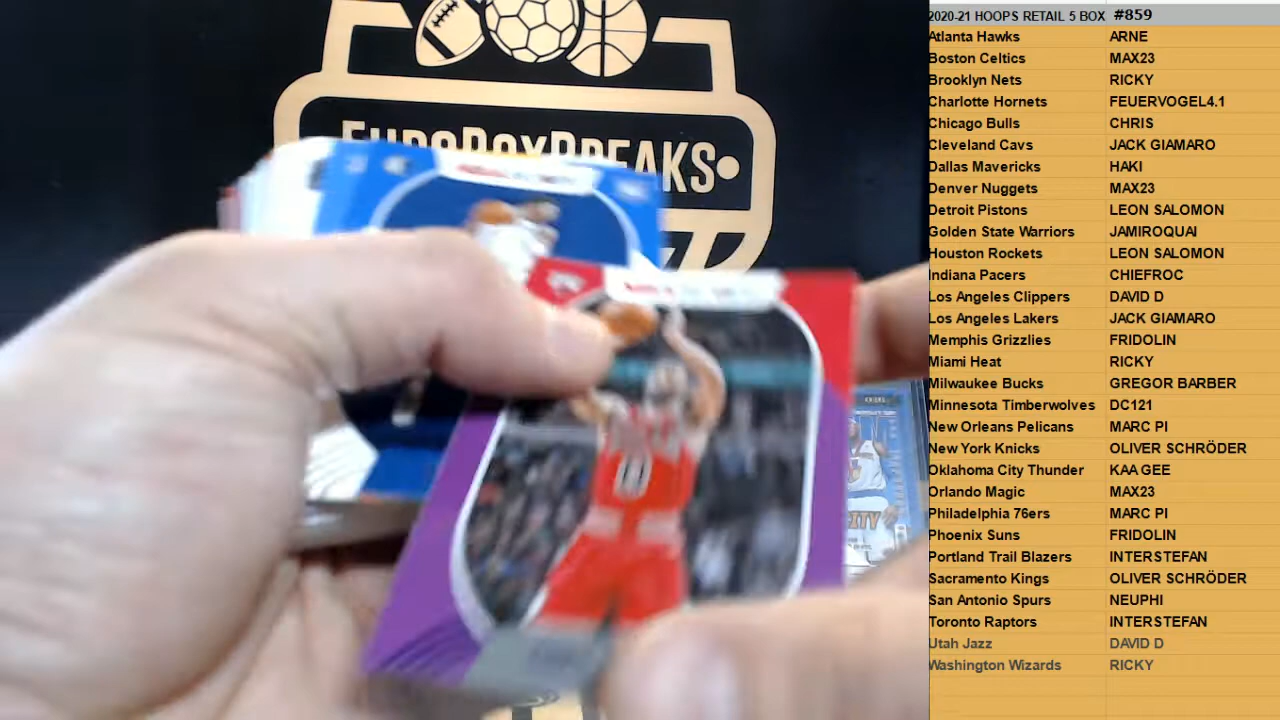 EUROBOXBREAKS
2020-21 HOOPS RETAIL 5 BOX #859
Atlanta Hawks ARNE
Boston Celtics MAX23
Brooklyn Nets RICKY
Charlotte Hornets FEUERVOGEL4.1
Chicago Bulls CHRIS
Cleveland Cavs JACK GIAMARO
Dallas Mavericks HAKI
Denver Nuggets MAX23
Detroit Pistons LEON SALOMON
Golden State Warriors JAMIROQUAI
Houston Rockets LEON SALOMON
Indiana Pacers CHIEFROC
Los Angeles Clippers DAVID D
Los Angeles Lakers JACK GIAMARO
Memphis Grizzlies FRIDOLIN
Miami Heat RICKY
Milwaukee Bucks GREGOR BARBER
Minnesota Timberwolves DC121
New Orleans Pelicans MARC PI
New York Knicks OLIVER SCHRÖDER
Oklahoma City Thunder KAA GEE
Orlando Magic MAX23
Philadelphia 76ers MARC PI
Phoenix Suns FRIDOLIN
Portland Trail Blazers INTERSTEFAN
Sacramento Kings OLIVER SCHRÖDER
San Antonio Spurs NEUPHI
Toronto Raptors INTERSTEFAN
Utah Jazz DAVID D
Washington Wizards RICKY